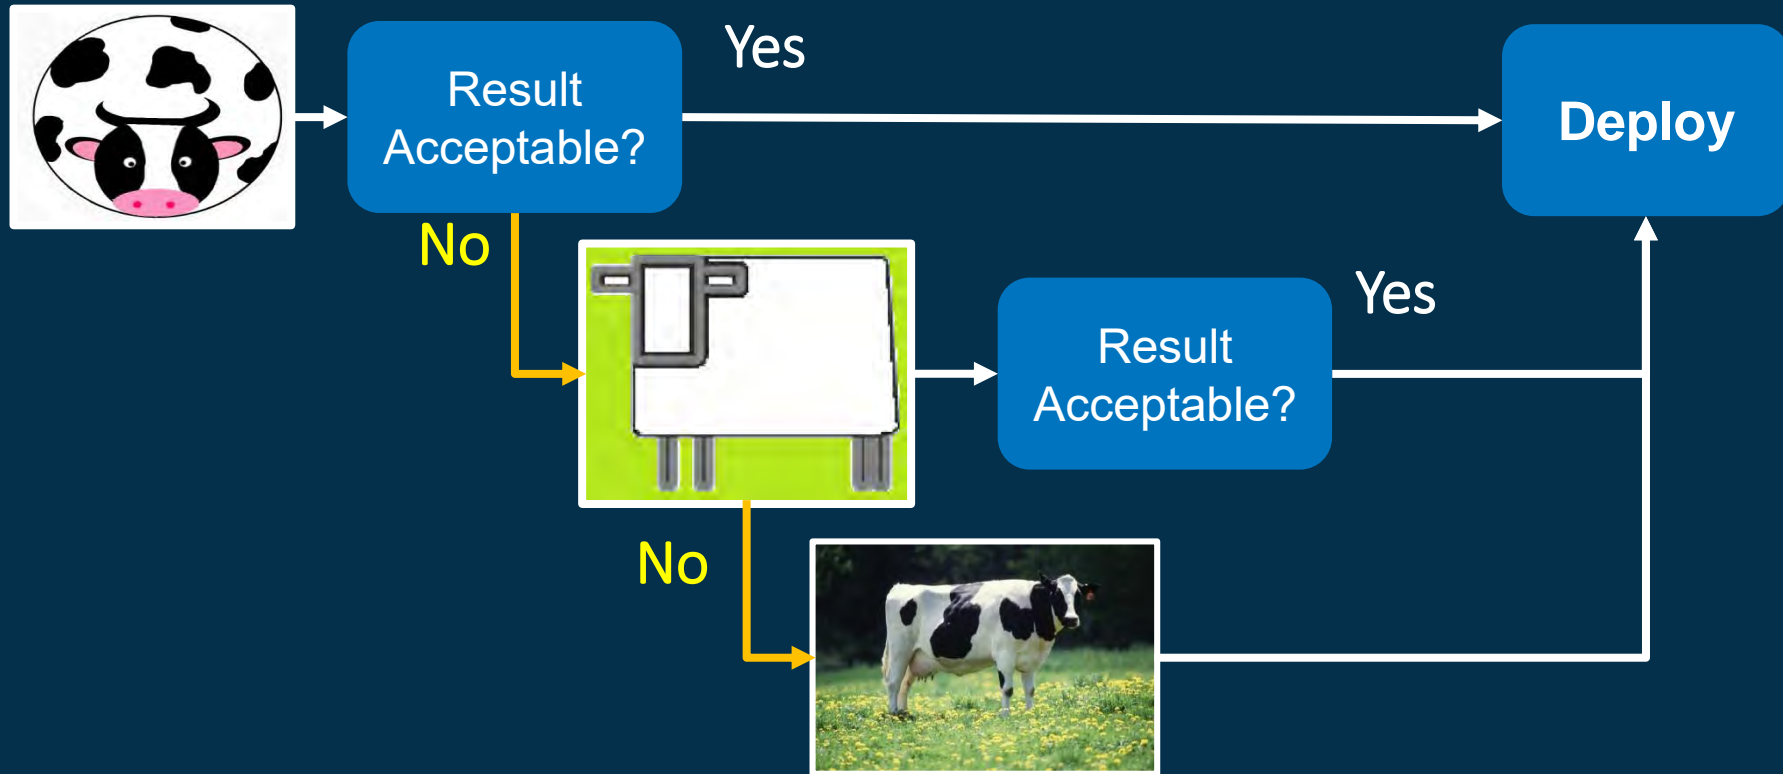 Result
Acceptable?
Yes
Deploy
No
Result
Acceptable?
Yes
No